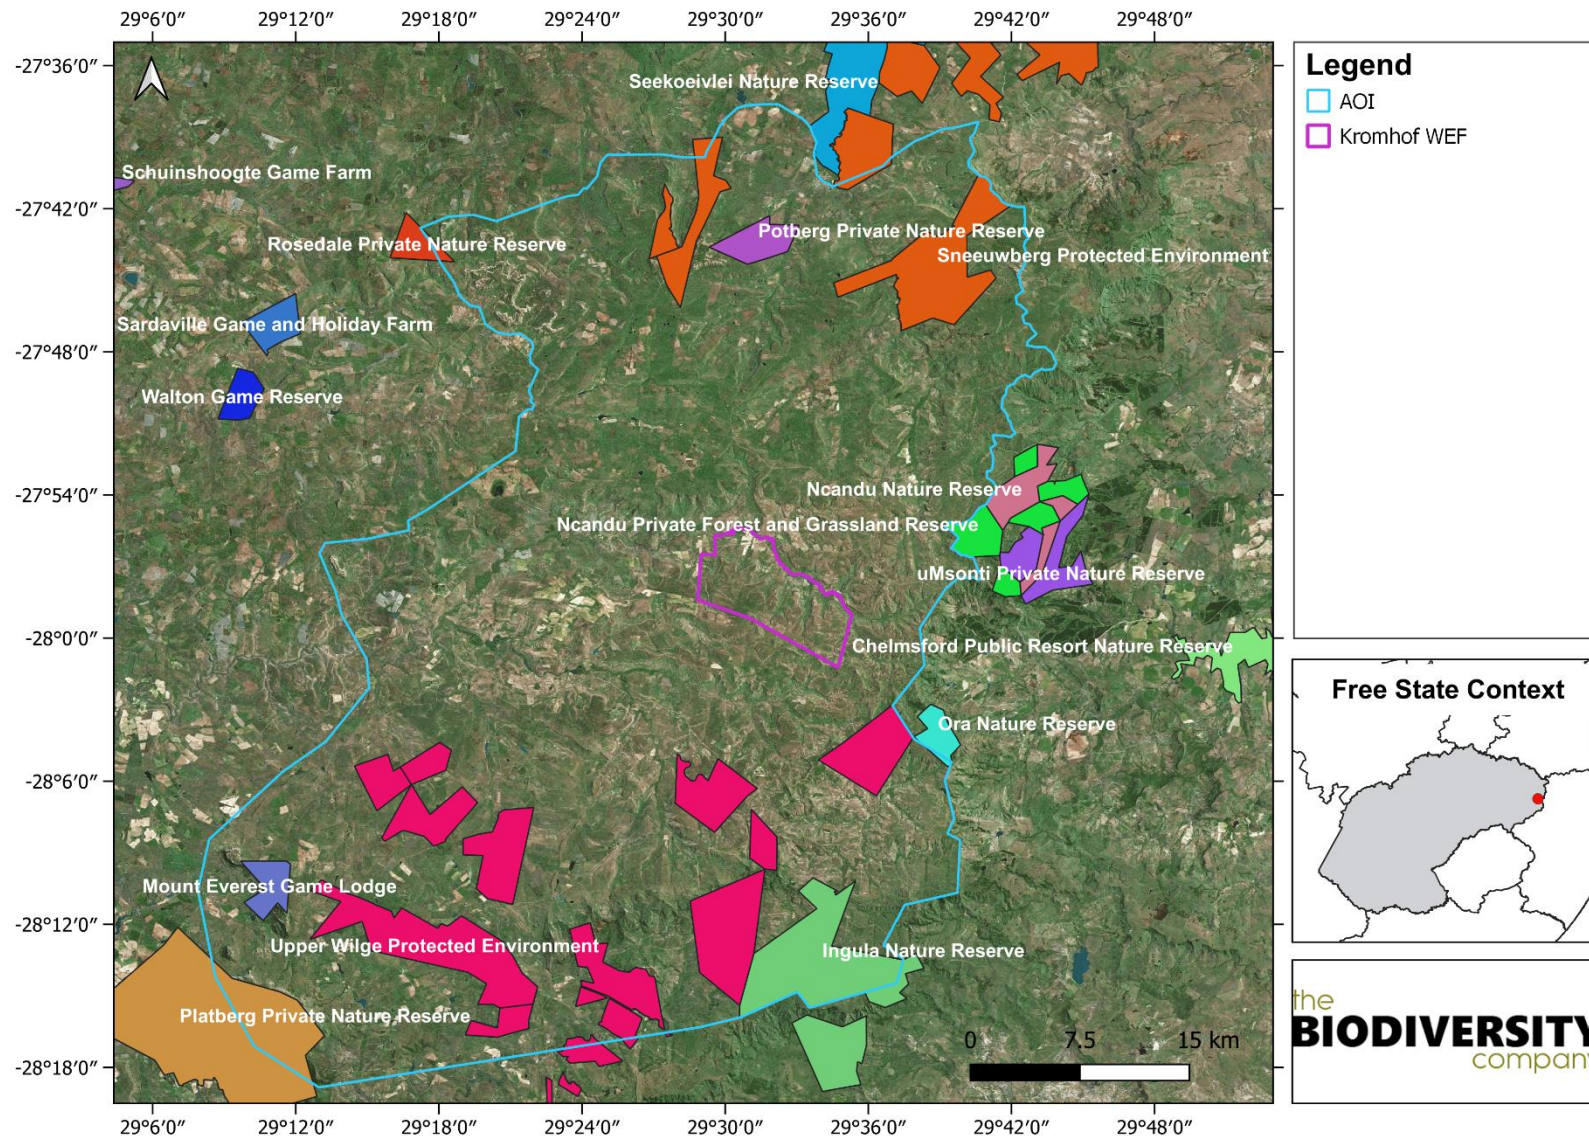 29°6′0″ 29°12′0″ 29°18′0″ 29°24′0″ 29°30′0″ 29°36′0″ 29°42′0″ 29°48′0″
-27°36′0″
-27°42′0″
-27°48′0″
-27°54′0″
-28°0′0″
-28°6′0″
-28°12′0″
-28°18′0″
Seekoeivlei Nature Reserve
Schuinshoogte Game Farm
Potberg Private Nature Reserve
Rosedale Private Nature Reserve
Sneeuwberg Protected Environment
Sardaville Game and Holiday Farm
Walton Game Reserve
Ncandu Nature Reserve
Ncandu Private Forest and Grassland Reserve
uMsonti Private Nature Reserve
Chelmsford Public Resort Nature Reserve
Ora Nature Reserve
Mount Everest Game Lodge
Upper Wilge Protected Environment
Ingula Nature Reserve
Platberg Private Nature Reserve
0 7.5 15 km
29°6′0″ 29°12′0″ 29°18′0″ 29°24′0″ 29°30′0″ 29°36′0″ 29°42′0″ 29°48′0″
Legend
AOI
Kromhof WEF
Free State Context
the
BIODIVERSITY
company